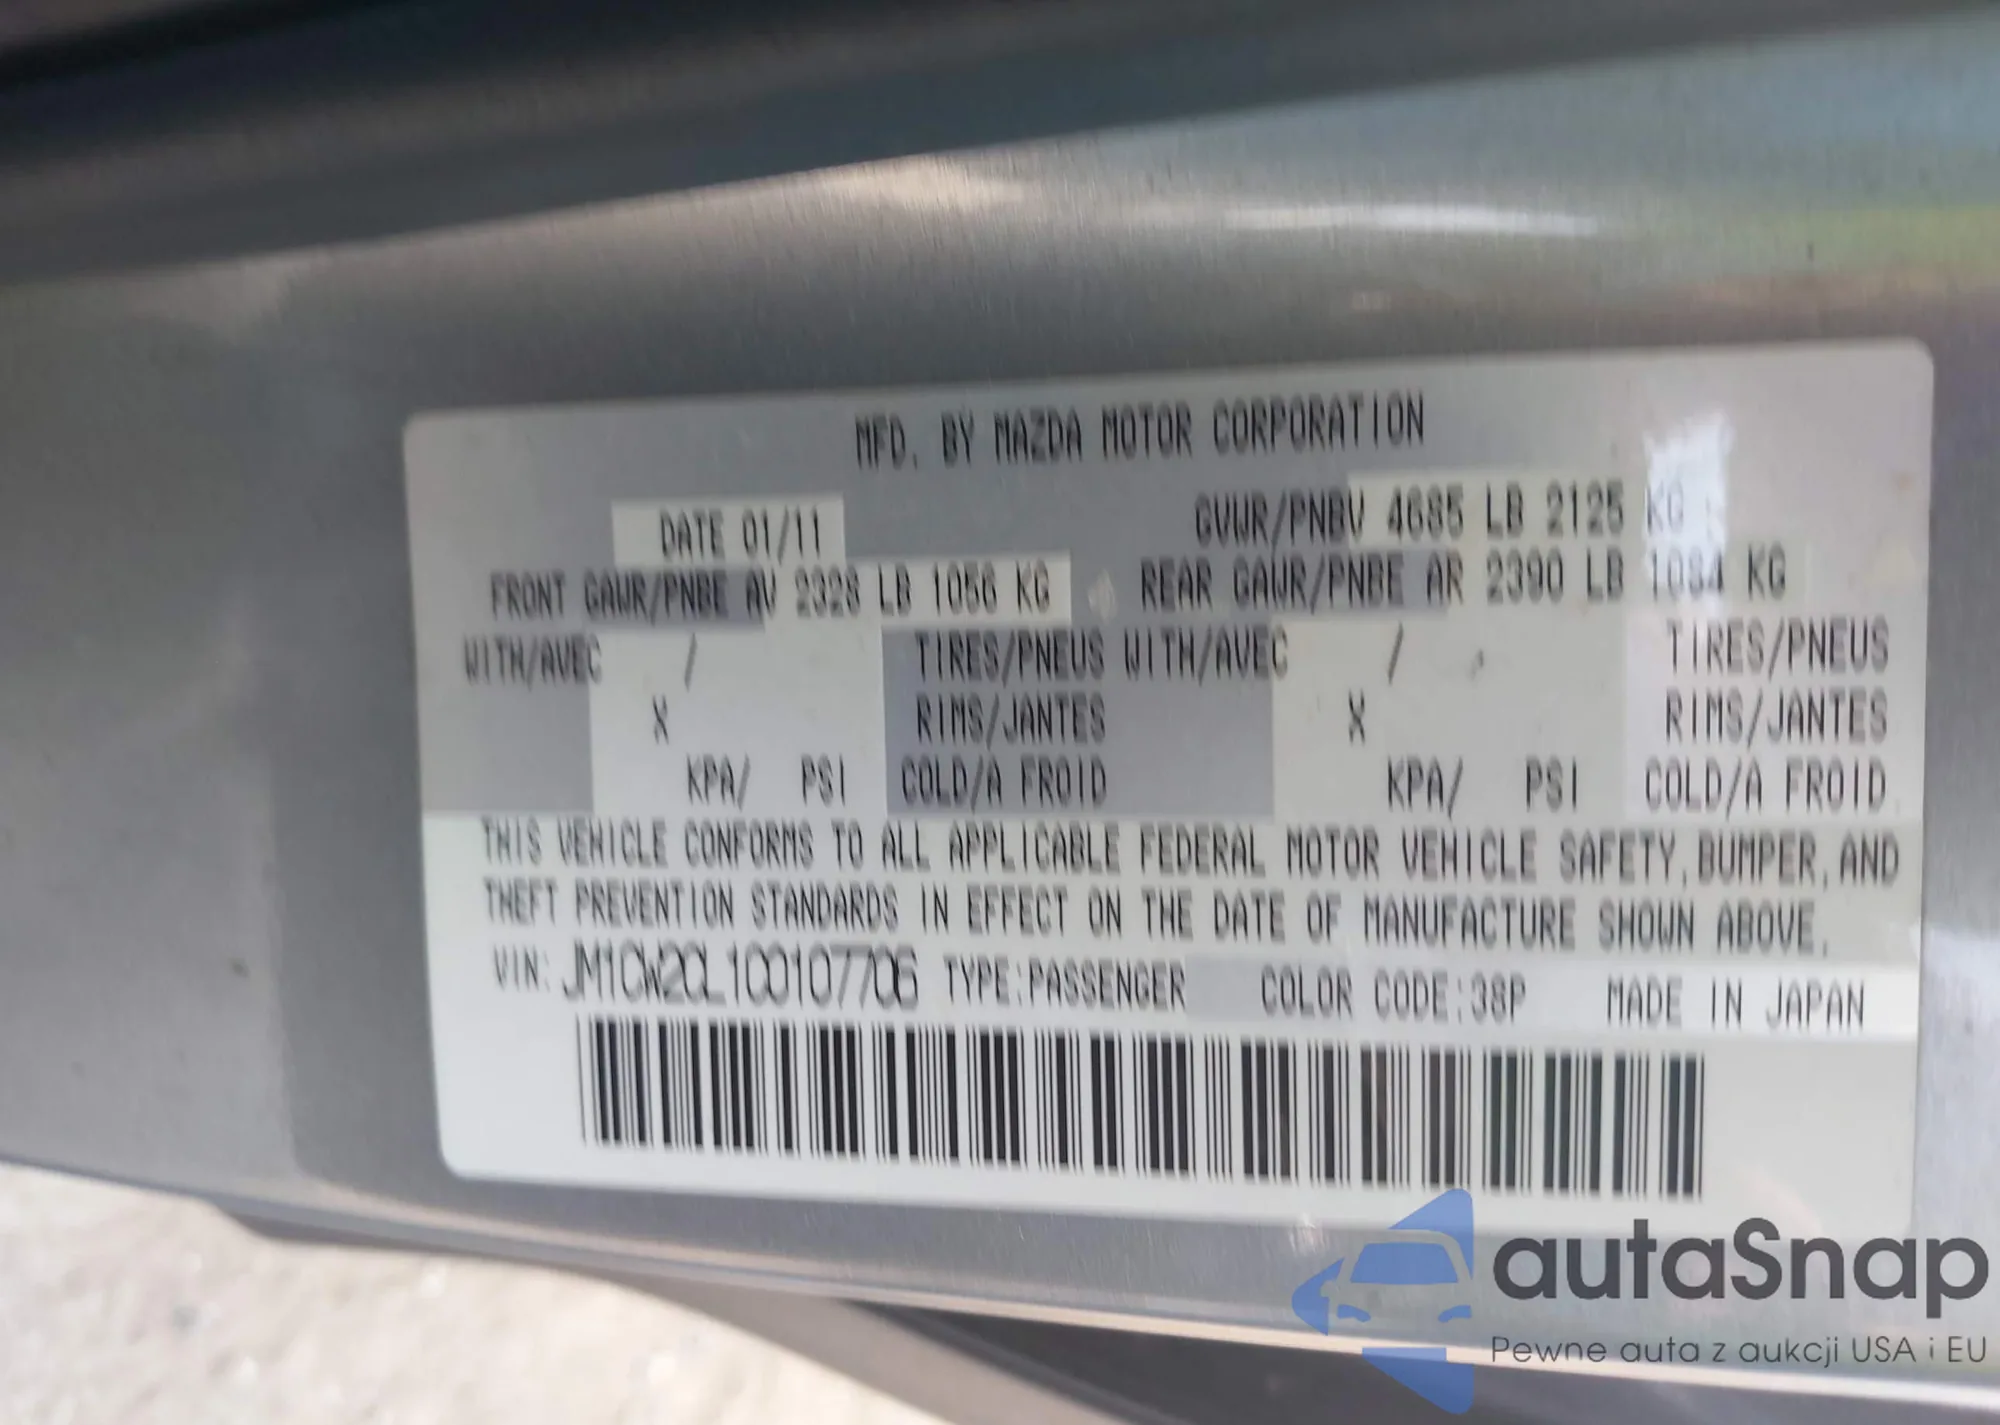 MFD. BY MAZDA MOTOR CORPORATION
DATE 01/11 GVWR/PNBV 4685 LB 2125 KG
FRONT GAWR/PNBE AV 2328 LB 1056 KG REAR GAWR/PNBE AR 2390 LB 1084 KG
WITH/AVEC / TIRES/PNEUS WITH/AVEC / TIRES/PNEUS
X RIMS/JANTES X RIMS/JANTES
KPA/ PSI COLD/A FROID KPA/ PSI COLD/A FROID
THIS VEHICLE CONFORMS TO ALL APPLICABLE FEDERAL MOTOR VEHICLE SAFETY, BUMPER, AND
THEFT PREVENTION STANDARDS IN EFFECT ON THE DATE OF MANUFACTURE SHOWN ABOVE.
VIN: JM1CW2CL1C0107706 TYPE:PASSENGER COLOR CODE:38P MADE IN JAPAN
autaSnap
Pewne auta z aukcji USA i EU